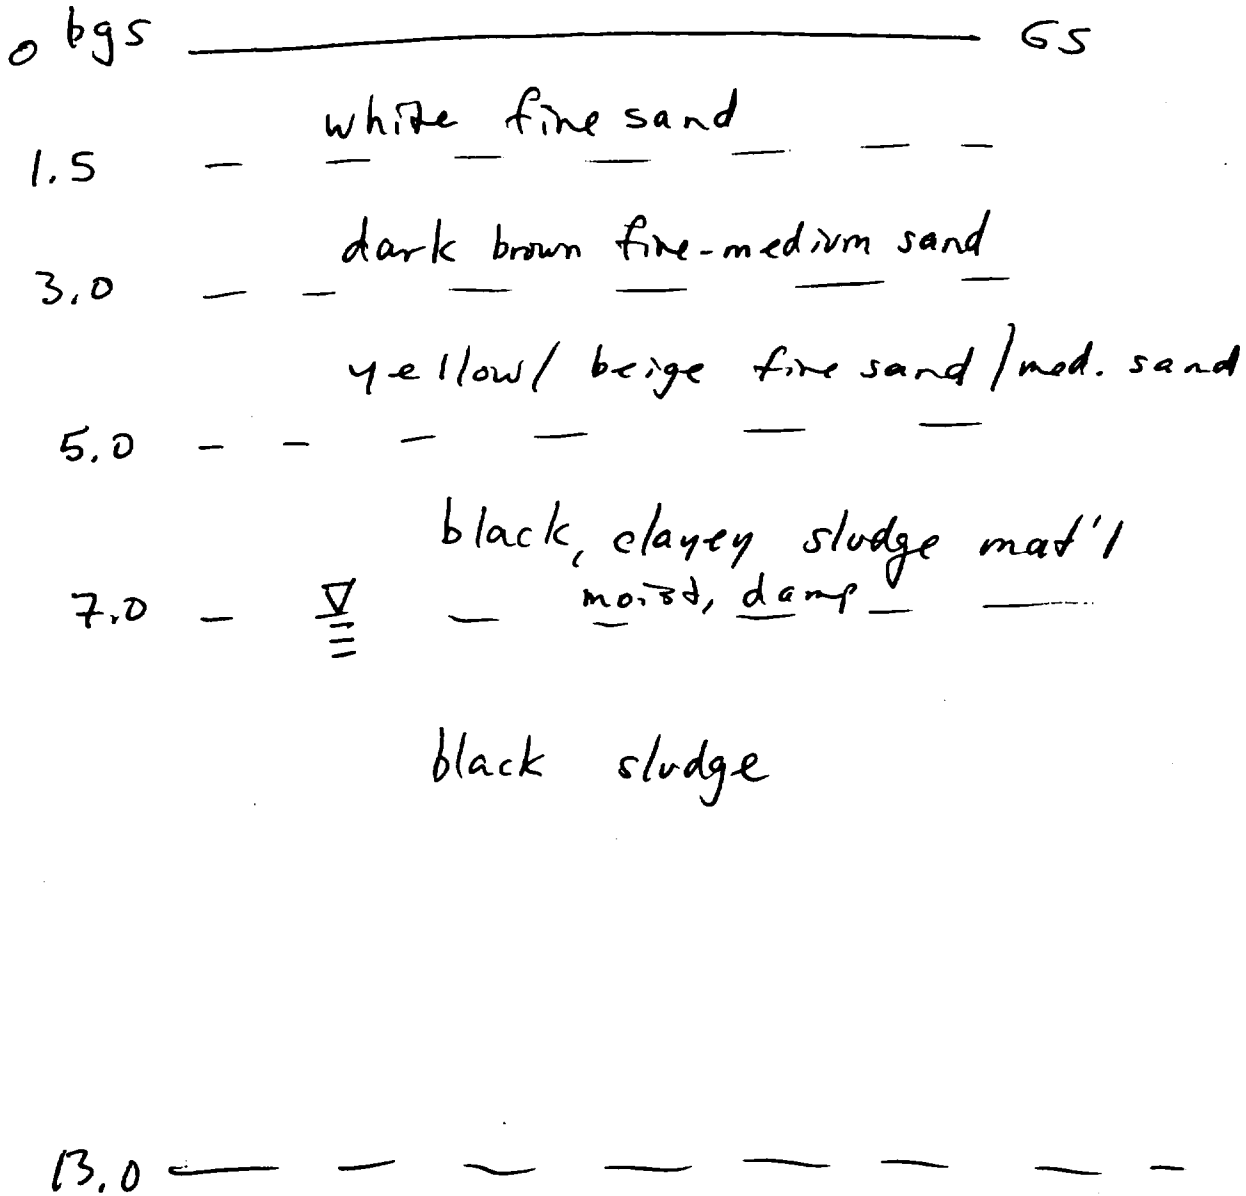 0 bgs GS
white fine sand
1.5
dark brown fine-medium sand
3.0
yellow/ beige fine sand/med. sand
5.0
black, clayey sludge mat'l
7.0 moist, damp
black sludge
13.0